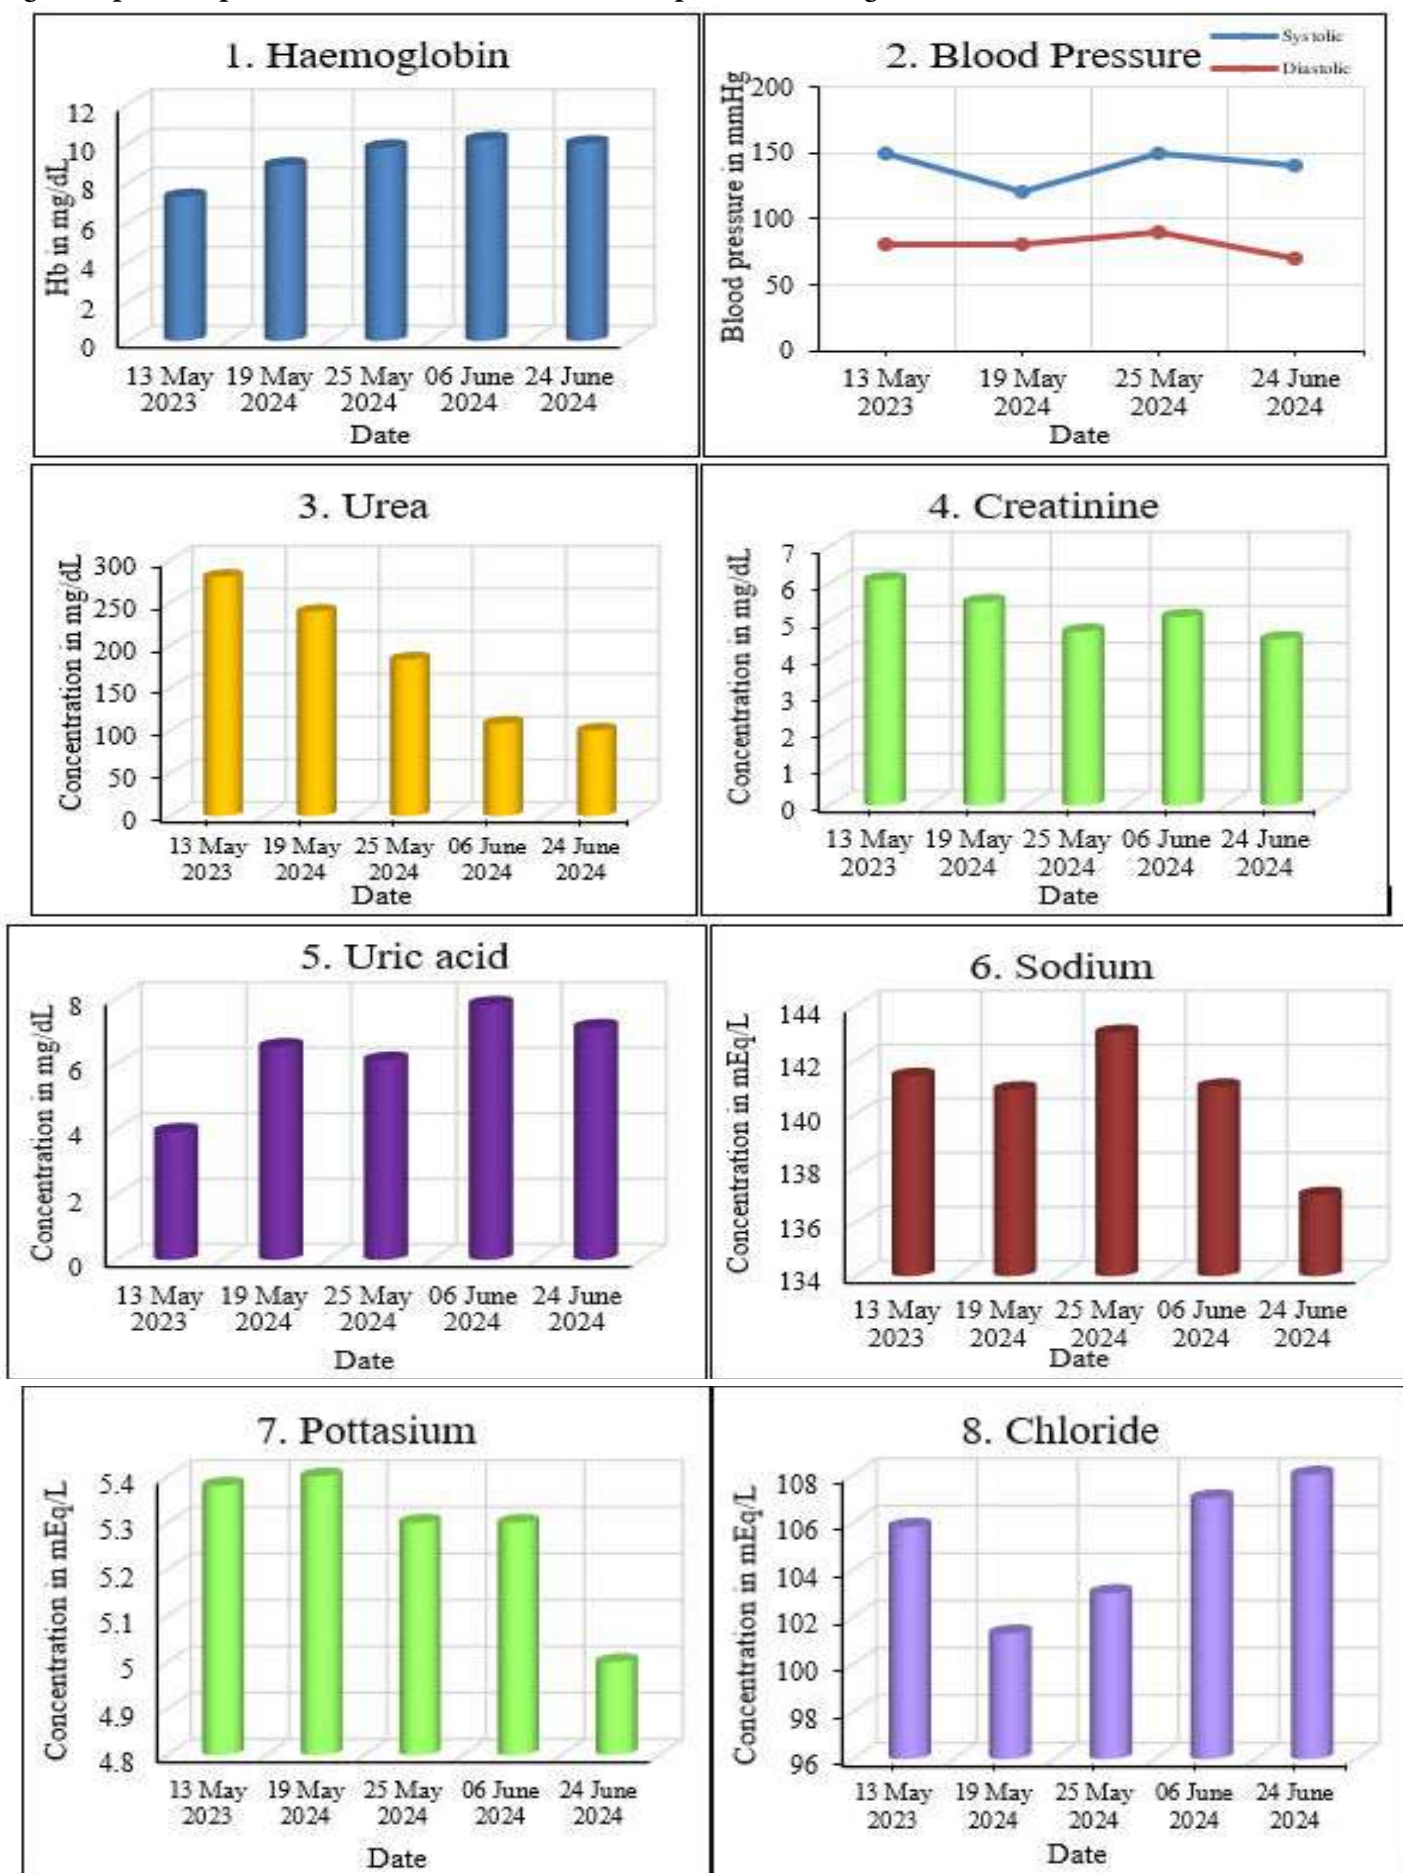 1. Haemoglobin
Hb in mg/dL
12
10
8
6
4
2
0
13 May 19 May 25 May 06 June 24 June
2023 2024 2024 2024 2024
Date
2. Blood Pressure
Systolic
Diastolic
Blood pressure in mmHg
200
150
100
50
0
13 May 19 May 25 May 24 June
2023 2024 2024 2024
Date
3. Urea
Concentration in mg/dL
300
250
200
150
100
50
0
13 May 19 May 25 May 06 June 24 June
2023 2024 2024 2024 2024
Date
4. Creatinine
Concentration in mg/dL
7
6
5
4
3
2
1
0
13 May 19 May 25 May 06 June 24 June
2023 2024 2024 2024 2024
Date
5. Uric acid
Concentration in mg/dL
8
6
4
2
0
13 May 19 May 25 May 06 June 24 June
2023 2024 2024 2024 2024
Date
6. Sodium
Concentration in mEq/L
144
142
140
138
136
134
13 May 19 May 25 May 06 June 24 June
2023 2024 2024 2024 2024
Date
7. Pottasium
Concentration in mEq/L
5.4
5.3
5.2
5.1
5
4.9
4.8
13 May 19 May 25 May 06 June 24 June
2023 2024 2024 2024 2024
Date
8. Chloride
Concentration in mEq/L
108
106
104
102
100
98
96
13 May 19 May 25 May 06 June 24 June
2023 2024 2024 2024 2024
Date